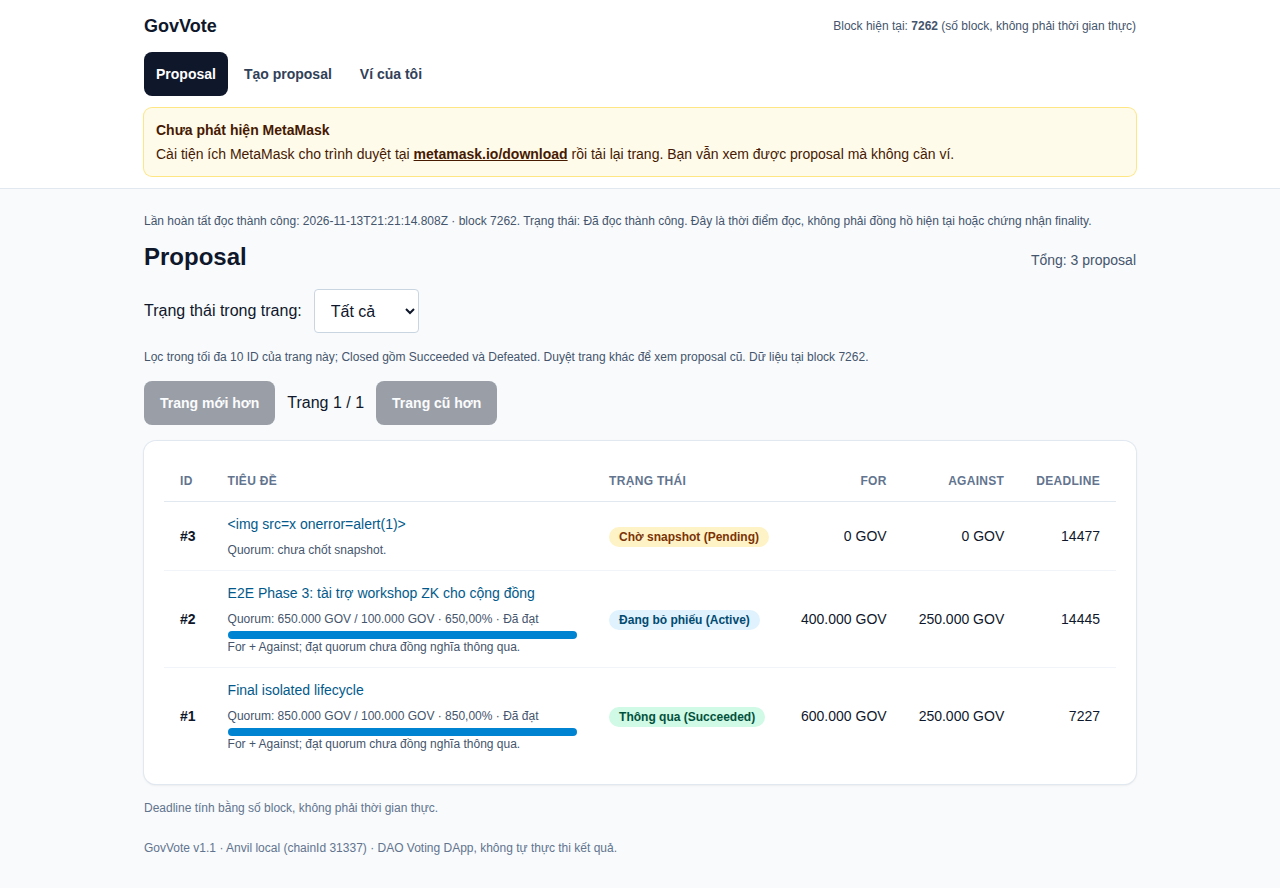 GovVote
Block hiện tại: 7262 (số block, không phải thời gian thực)
Proposal
Tạo proposal
Ví của tôi
Chưa phát hiện MetaMask
Cài tiện ích MetaMask cho trình duyệt tại metamask.io/download rồi tải lại trang. Bạn vẫn xem được proposal mà không cần ví.
Lần hoàn tất đọc thành công: 2026-11-13T21:21:14.808Z · block 7262. Trạng thái: Đã đọc thành công. Đây là thời điểm đọc, không phải đồng hồ hiện tại hoặc chứng nhận finality.
Proposal
Tổng: 3 proposal
Trạng thái trong trang: Tất cả
Lọc trong tối đa 10 ID của trang này; Closed gồm Succeeded và Defeated. Duyệt trang khác để xem proposal cũ. Dữ liệu tại block 7262.
Trang mới hơn Trang 1 / 1 Trang cũ hơn
ID TIÊU ĐỀ TRẠNG THÁI FOR AGAINST DEADLINE
#3 <img src=x onerror=alert(1)> Chờ snapshot (Pending) 0 GOV 0 GOV 14477
Quorum: chưa chốt snapshot.
#2 E2E Phase 3: tài trợ workshop ZK cho cộng đồng Đang bỏ phiếu (Active) 400.000 GOV 250.000 GOV 14445
Quorum: 650.000 GOV / 100.000 GOV · 650,00% · Đã đạt
For + Against; đạt quorum chưa đồng nghĩa thông qua.
#1 Final isolated lifecycle Thông qua (Succeeded) 600.000 GOV 250.000 GOV 7227
Quorum: 850.000 GOV / 100.000 GOV · 850,00% · Đã đạt
For + Against; đạt quorum chưa đồng nghĩa thông qua.
Deadline tính bằng số block, không phải thời gian thực.
GovVote v1.1 · Anvil local (chainId 31337) · DAO Voting DApp, không tự thực thi kết quả.